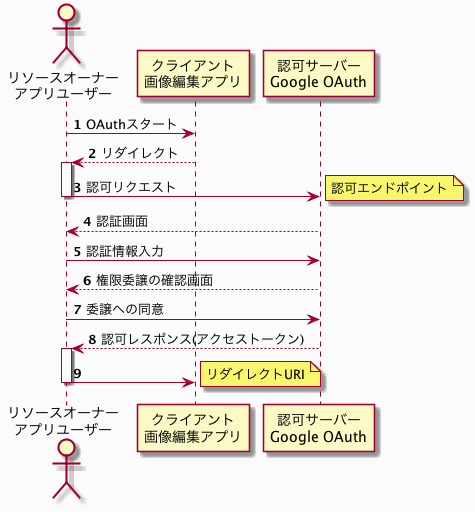 リソースオーナー
アプリユーザー
クライアント
画像編集アプリ
認可サーバー
Google OAuth
1 OAuthスタート
2 リダイレクト
3 認可リクエスト
認可エンドポイント
4 認証画面
5 認証情報入力
6 権限委譲の確認画面
7 委譲への同意
8 認可レスポンス(アクセストークン)
9
リダイレクトURI
リソースオーナー
アプリユーザー
クライアント
画像編集アプリ
認可サーバー
Google OAuth